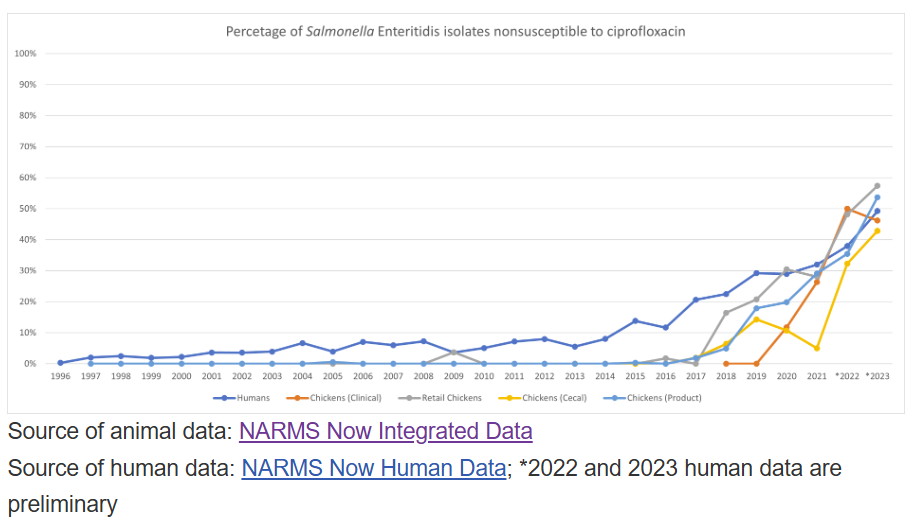 Percetage of Salmonella Enteritidis isolates nonsusceptible to ciprofloxacin
100%
90%
80%
70%
60%
50%
40%
30%
20%
10%
0%
1996 1997 1998 1999 2000 2001 2002 2003 2004 2005 2006 2007 2008 2009 2010 2011 2012 2013 2014 2015 2016 2017 2018 2019 2020 2021 *2022 *2023
Humans Chickens (Clinical) Retail Chickens Chickens (Cecal) Chickens (Product)
Source of animal data: NARMS Now Integrated Data
Source of human data: NARMS Now Human Data; *2022 and 2023 human data are
preliminary